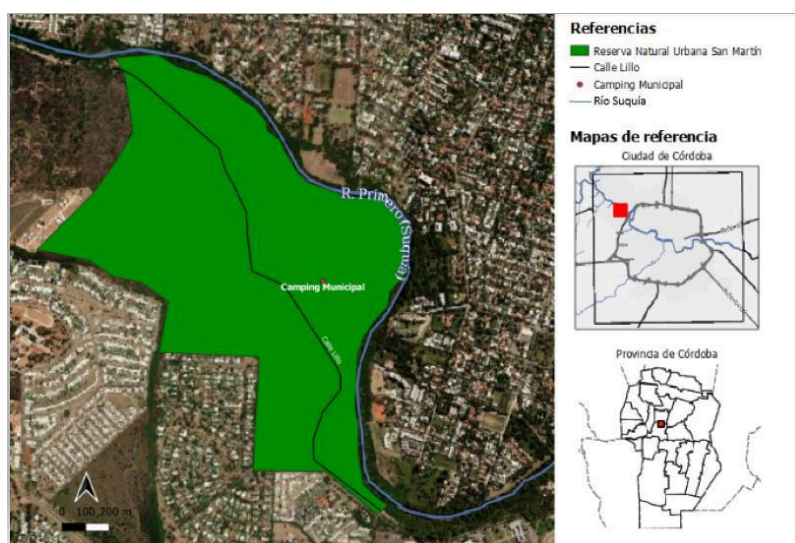 Referencias
Reserva Natural Urbana San Martín
Calle Lillo
Camping Municipal
Río Suquía
Mapas de referencia
Ciudad de Córdoba
Provincia de Córdoba
R. Primero (Suquía)
Camping Municipal
Calle Lillo
0 100 200 m